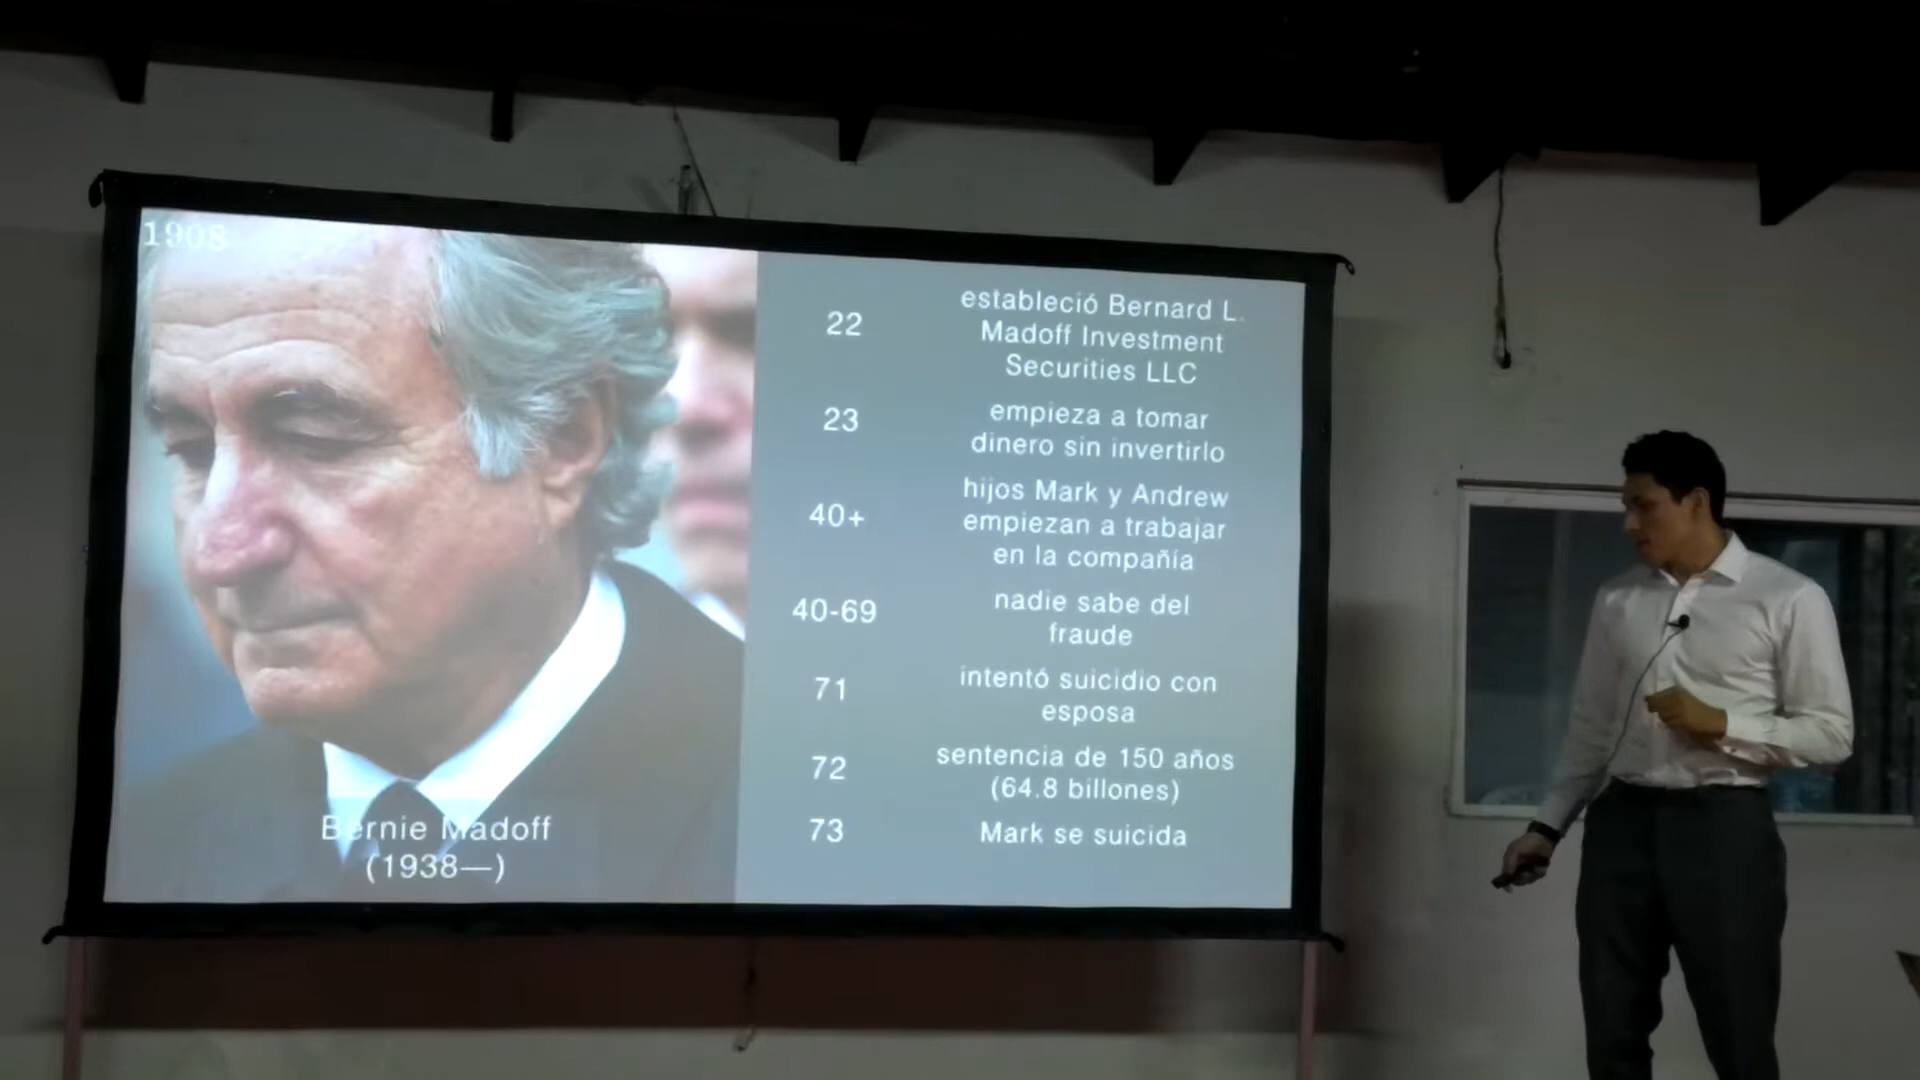 1908
22
estableció Bernard L.
Madoff Investment
Securities LLC
23
empieza a tomar
dinero sin invertirlo
40+
hijos Mark y Andrew
empiezan a trabajar
en la compañía
40-69
nadie sabe del
fraude
71
intentó suicidio con
esposa
72
sentencia de 150 años
(64.8 billones)
73
Mark se suicida
Bernie Madoff
(1938—)